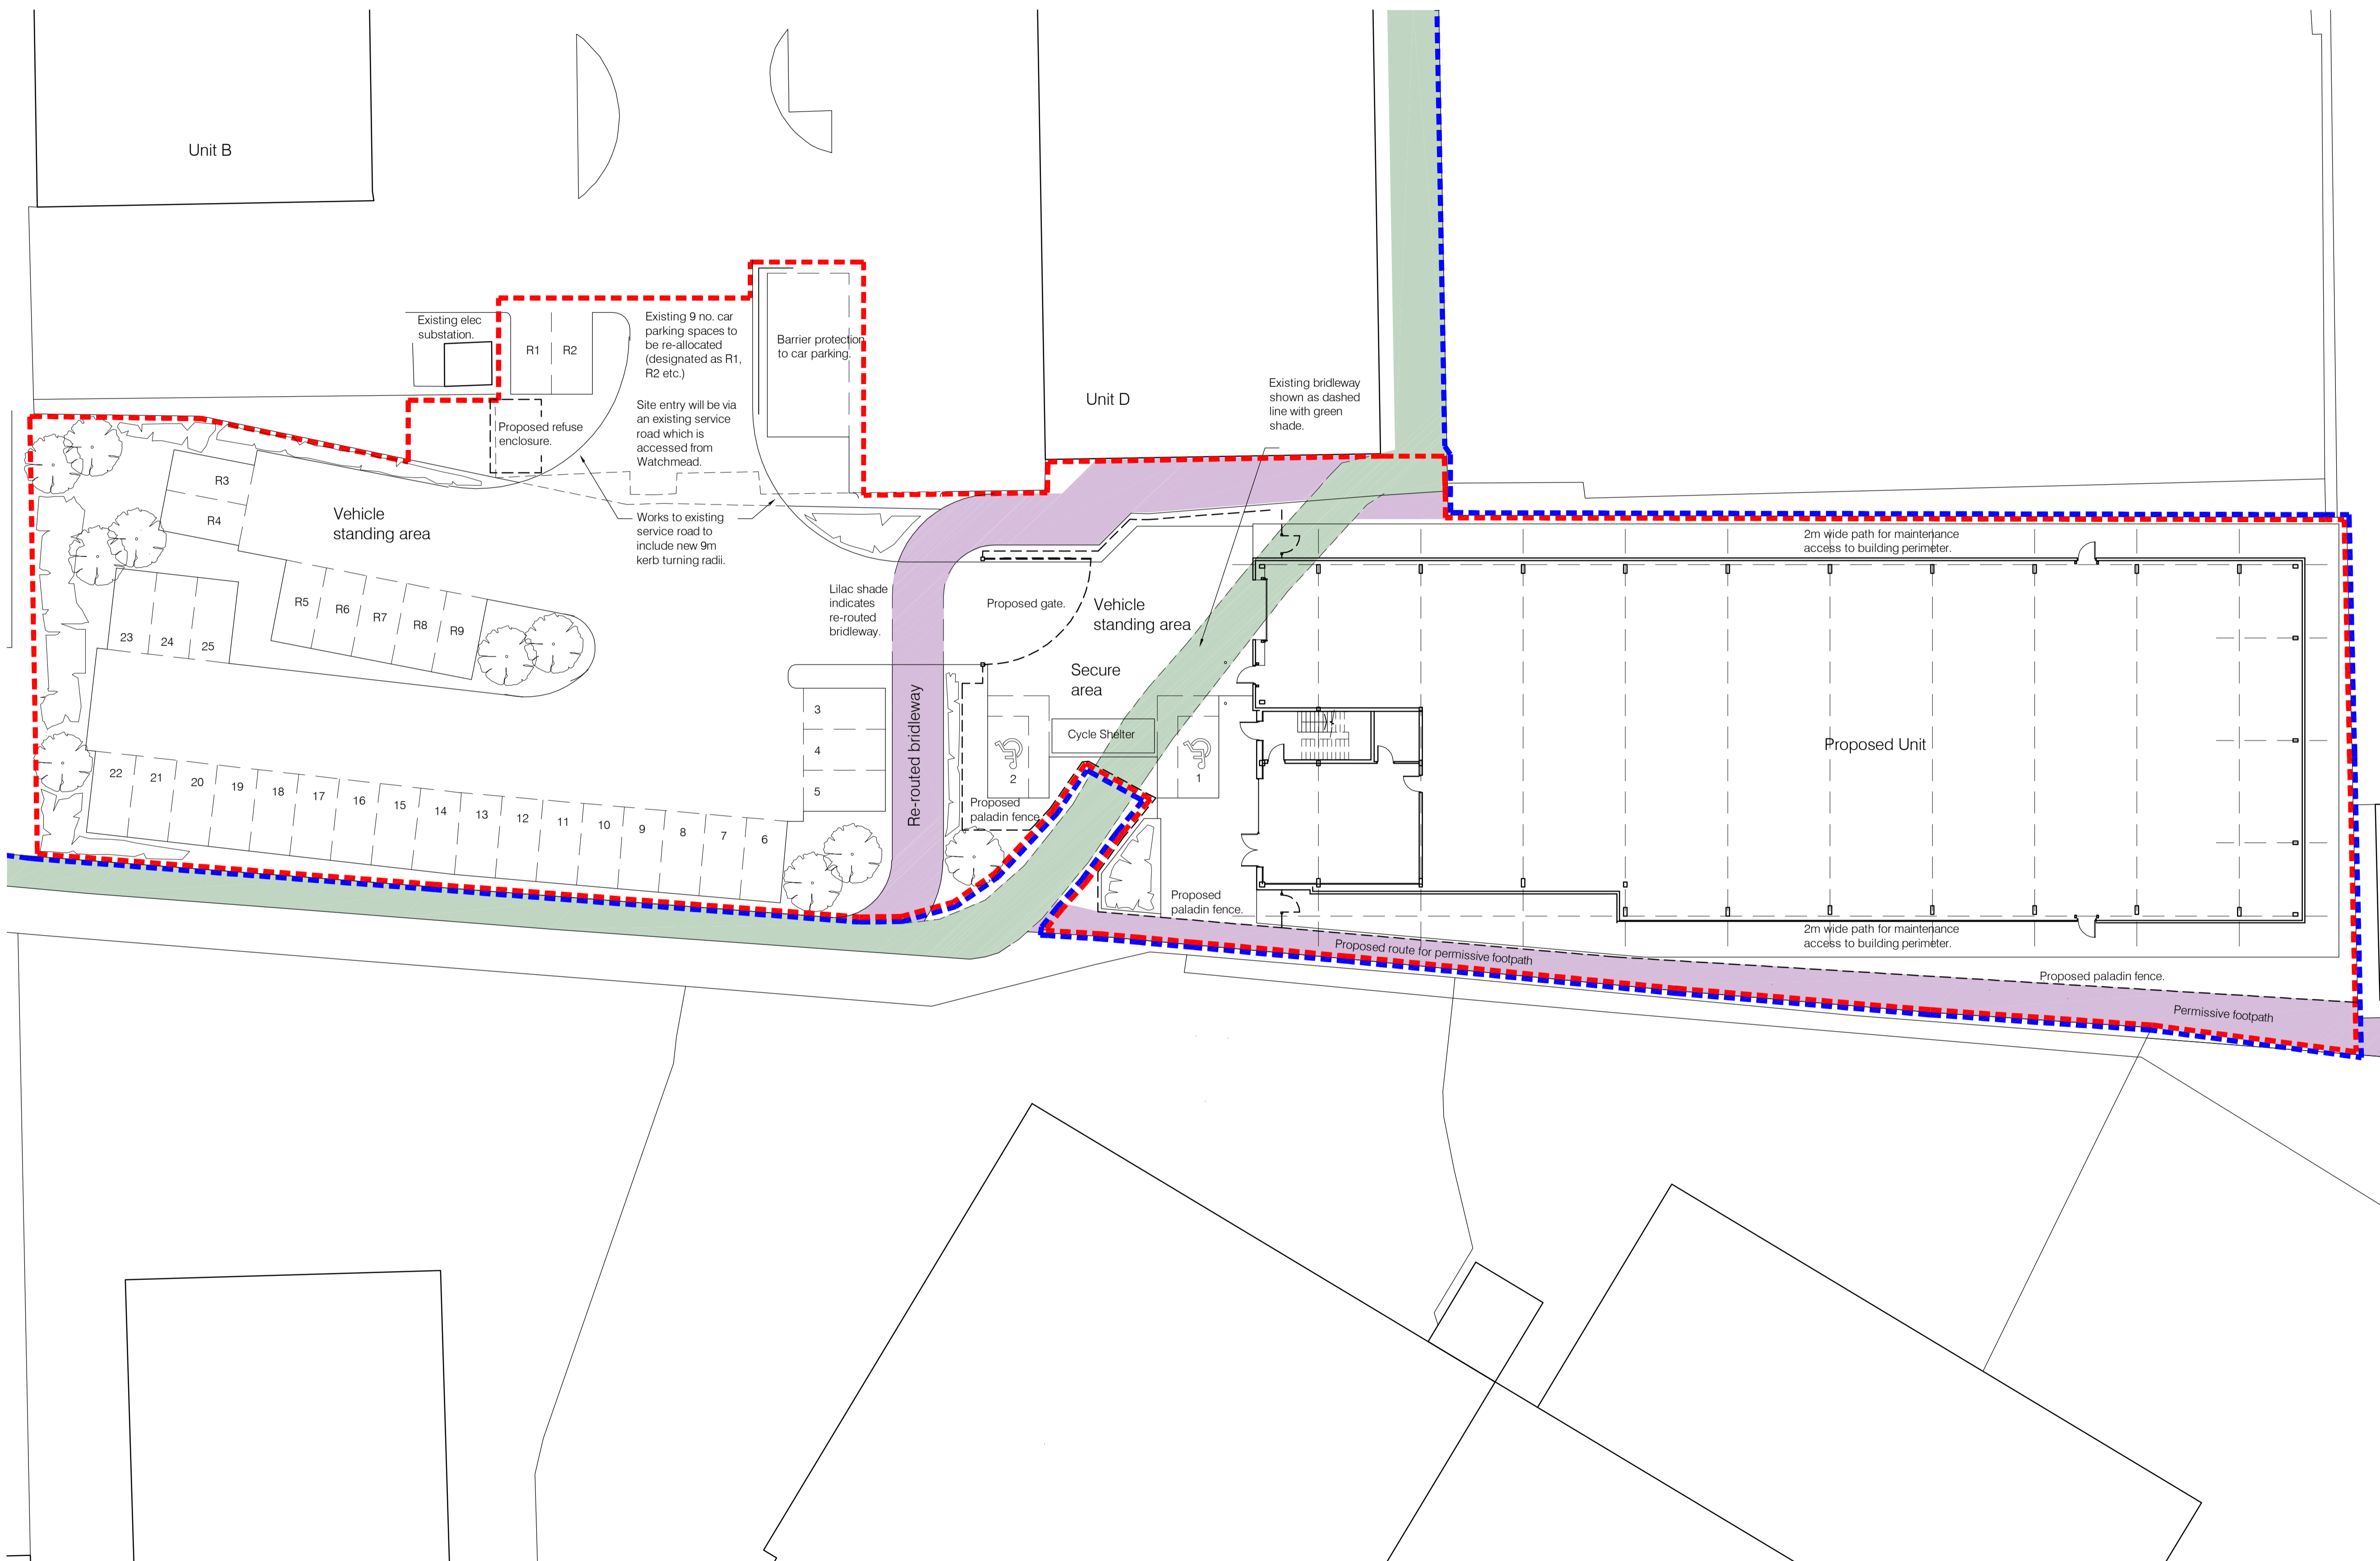 Unit B
Existing elec
substation.
R1
R2
Existing 9 no. car
parking spaces to
be re-allocated
(designated as R1,
R2 etc.)
Barrier protection
to car parking.
Unit D
Existing bridleway
shown as dashed
line with green
shade.
Site entry will be via
an existing service
road which is
accessed from
Watchmead.
Proposed refuse
enclosure.
R3
R4
Vehicle
standing area
Works to existing
service road to
include new 9m
kerb turning radii.
2m wide path for maintenance
access to building perimeter.
Lilac shade
indicates
re-routed
bridleway.
Proposed gate.
Vehicle
standing area
Secure
area
R5
R6
R7
R8
R9
23
24
25
3
4
5
Re-routed bridleway
Cycle Shelter
2
1
Proposed Unit
22
21
20
19
18
17
16
15
14
13
12
11
10
9
8
7
6
Proposed
paladin fence.
Proposed
paladin fence.
2m wide path for maintenance
access to building perimeter.
Proposed route for permissive footpath
Proposed paladin fence.
Permissive footpath